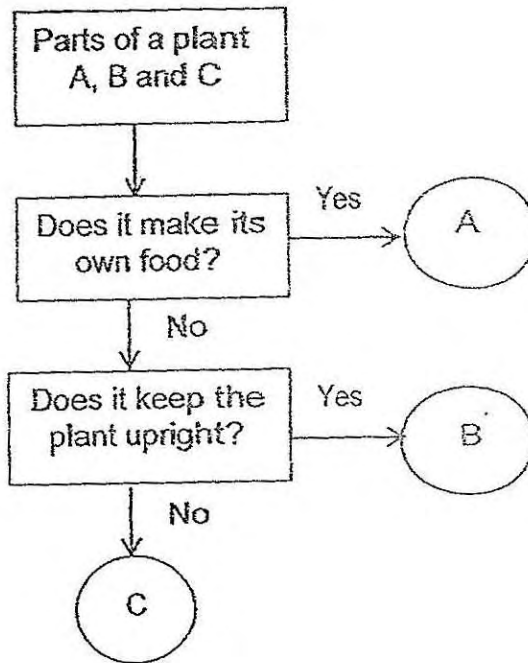 Parts of a plant
A, B and C
Does it make its
own food?
Yes
A
No
Does it keep the
plant upright?
Yes
B
No
C